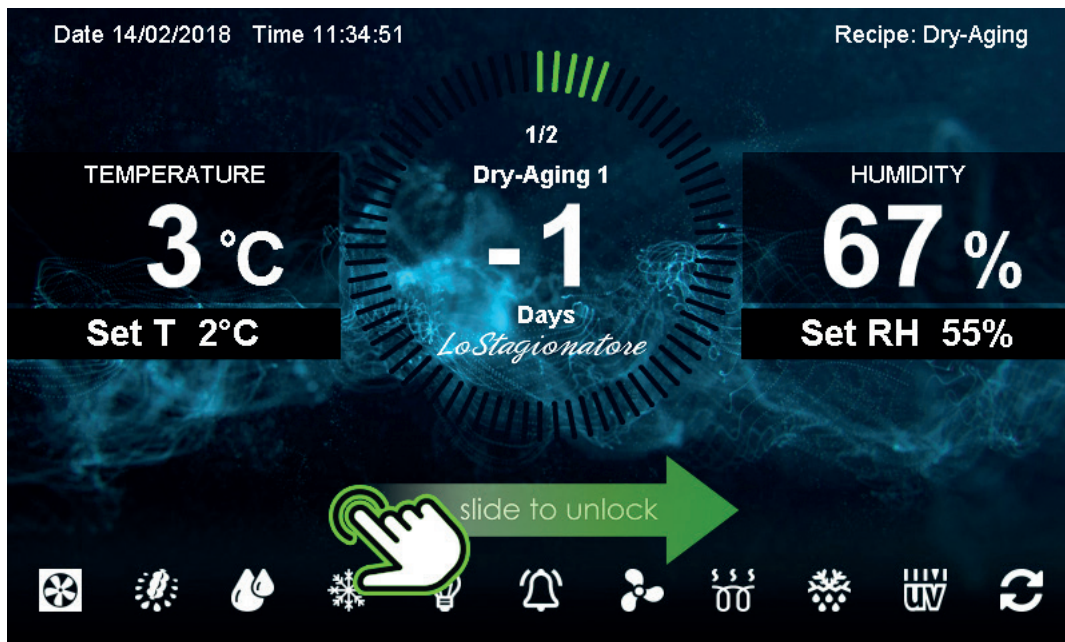 Date 14/02/2018 Time 11:34:51
Recipe: Dry-Aging
1/2
TEMPERATURE
Dry-Aging 1
HUMIDITY
3 °C
- 1
67 %
Days
Set T 2°C
LoStagionatore
Set RH 55%
slide to unlock
UV